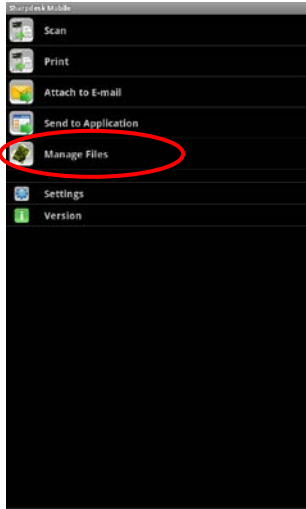 Sharpdesk Mobile
Scan
Print
Attach to E-mail
Send to Application
Manage Files
Settings
Version